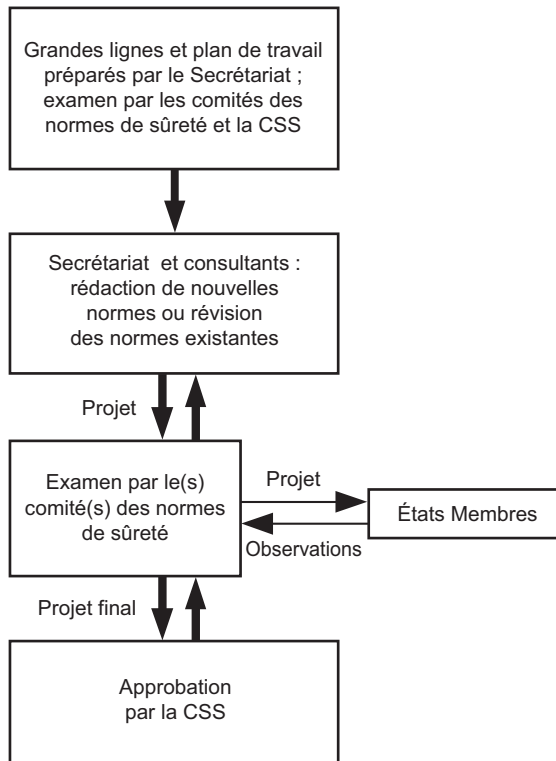 Grandes lignes et plan de travail
préparés par le Secrétariat ;
examen par les comités des
normes de sûreté et la CSS
Secrétariat et consultants :
rédaction de nouvelles
normes ou révision
des normes existantes
Projet
Examen par le(s)
comité(s) des normes
de sûreté
Projet
États Membres
Observations
Projet final
Approbation
par la CSS